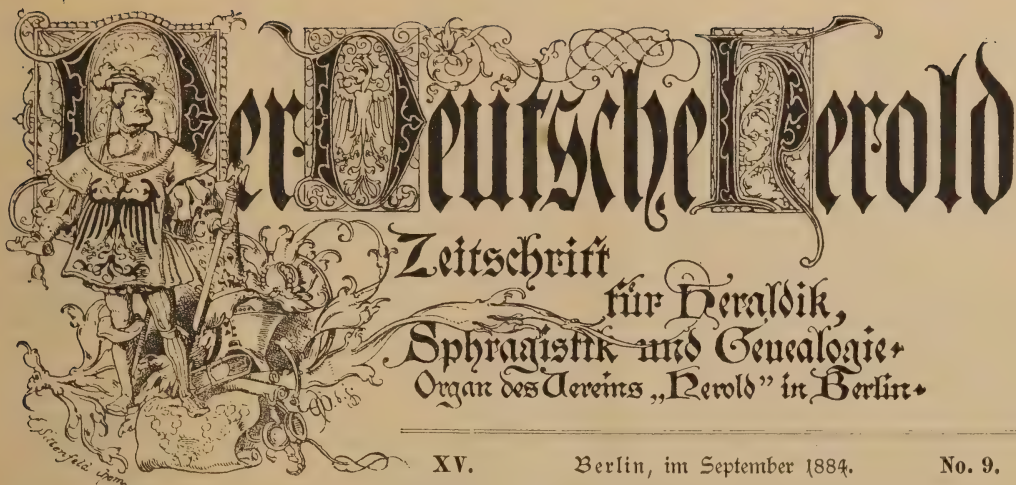 Der Deutsche Herold
Zeitschrift
für Heraldik,
Sphragistik und Genealogie.
Organ des Vereins „Herold” in Berlin.
XV. Berlin, im September 1884. No. 9.